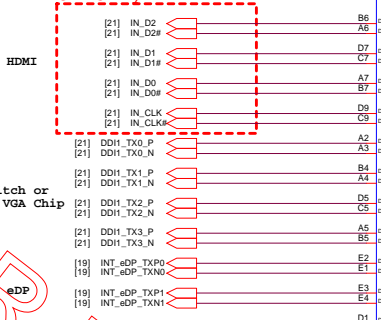 [21] IN_D2 B6
[21] IN_D2# A6
[21] IN_D1 D7
HDMI
[21] IN_D1# C7
[21] IN_D0 A7
[21] IN_D0# B7
[21] IN_CLK D9
[21] IN_CLK# C9
[21] DDI1_TX0_P A2
[21] DDI1_TX0_N A3
[21] DDI1_TX1_P B4
[21] DDI1_TX1_N A4
tch or
VGA Chip
[21] DDI1_TX2_P D5
[21] DDI1_TX2_N C5
[21] DDI1_TX3_P A5
[21] DDI1_TX3_N B5
[19] INT_eDP_TXP0 E2
[19] INT_eDP_TXN0 E1
eDP
[19] INT_eDP_TXP1 E3
[19] INT_eDP_TXN1 E4
D1